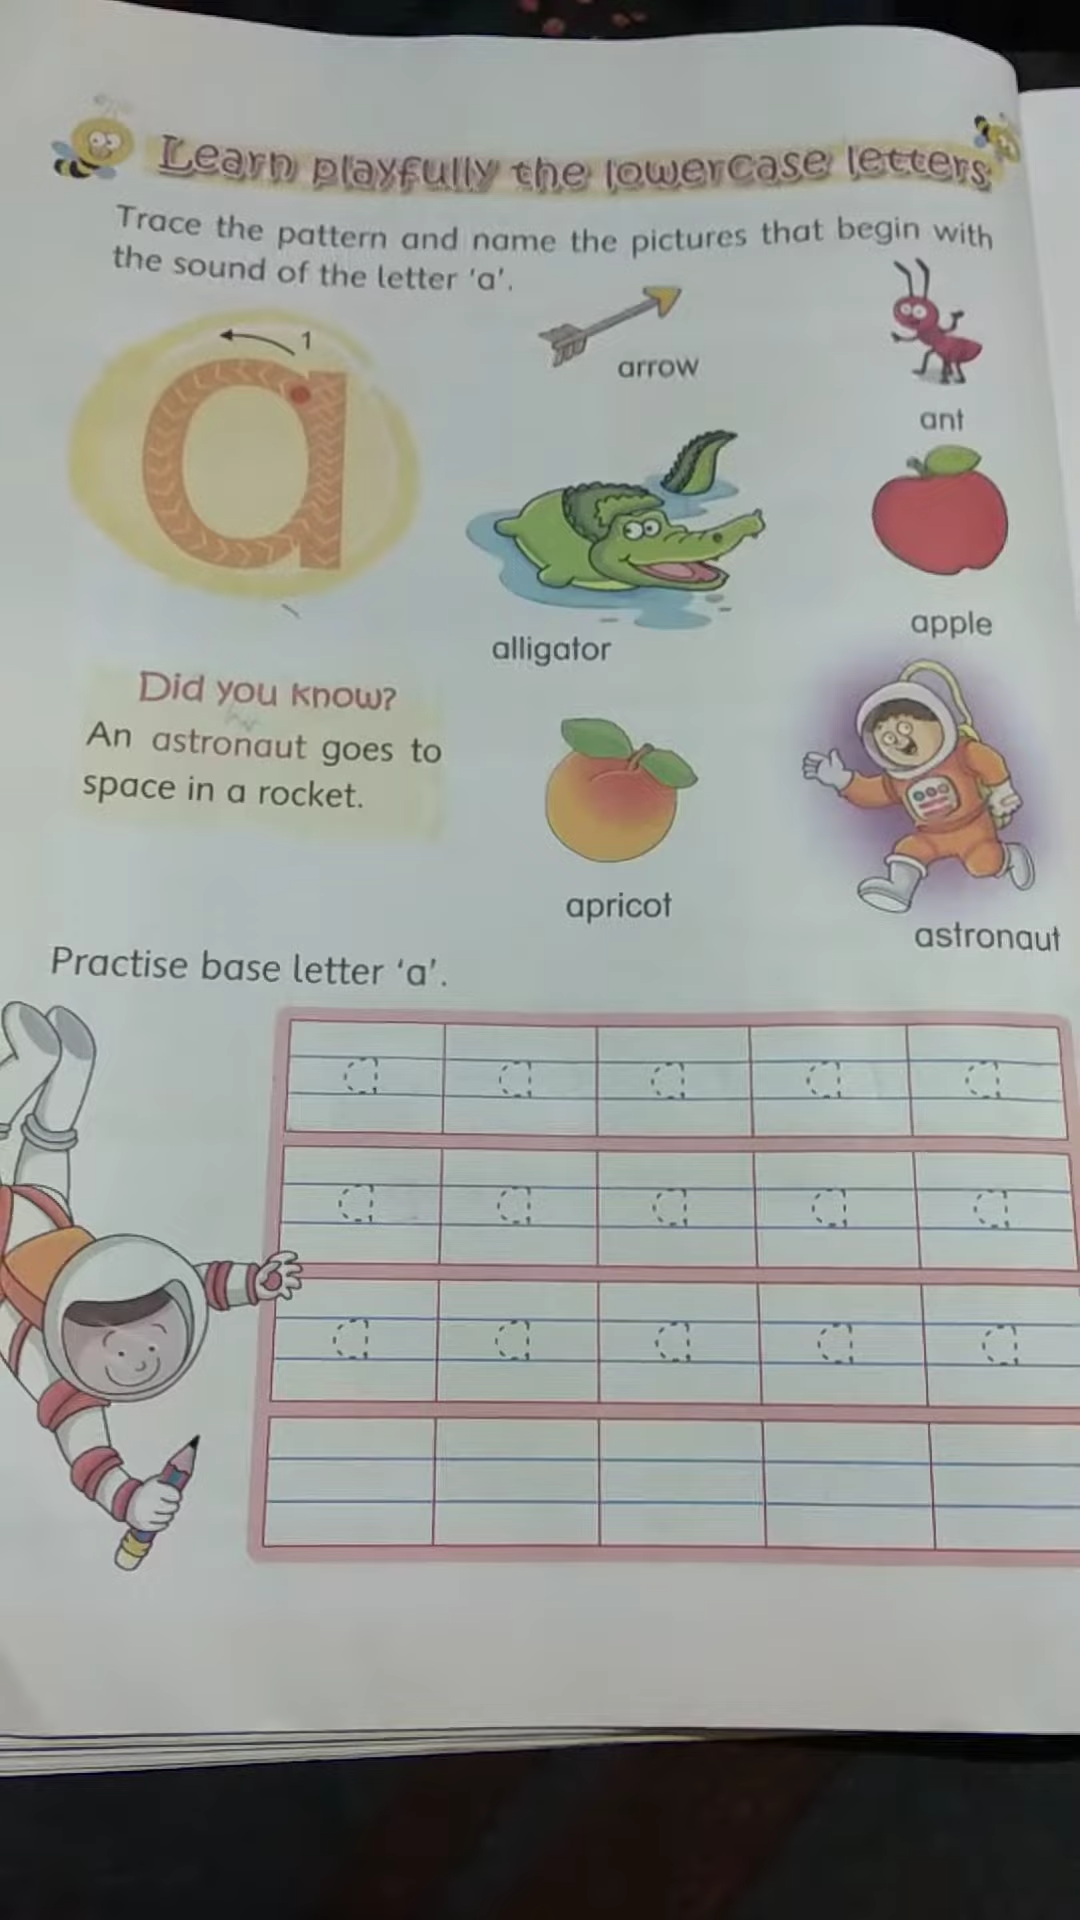 Learn playfully the lowercase letters
Trace the pattern and name the pictures that begin with
the sound of the letter ‘a’.
1
a
arrow
ant
alligator
apple
Did you know?
An astronaut goes to
space in a rocket.
apricot
astronaut
Practise base letter ‘a’.
a a a a a
a a a a a
a a a a a